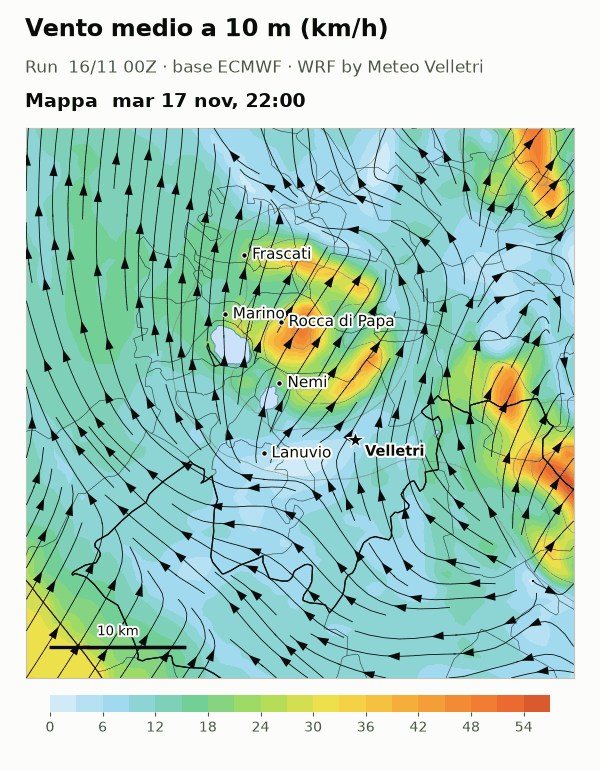 Vento medio a 10 m (km/h)
Run  16/11 00Z · base ECMWF · WRF by Meteo Velletri
Mappa  mar 17 nov, 22:00
Frascati
Marino
Rocca di Papa
Nemi
Velletri
Lanuvio
10 km
0 6 12 18 24 30 36 42 48 54